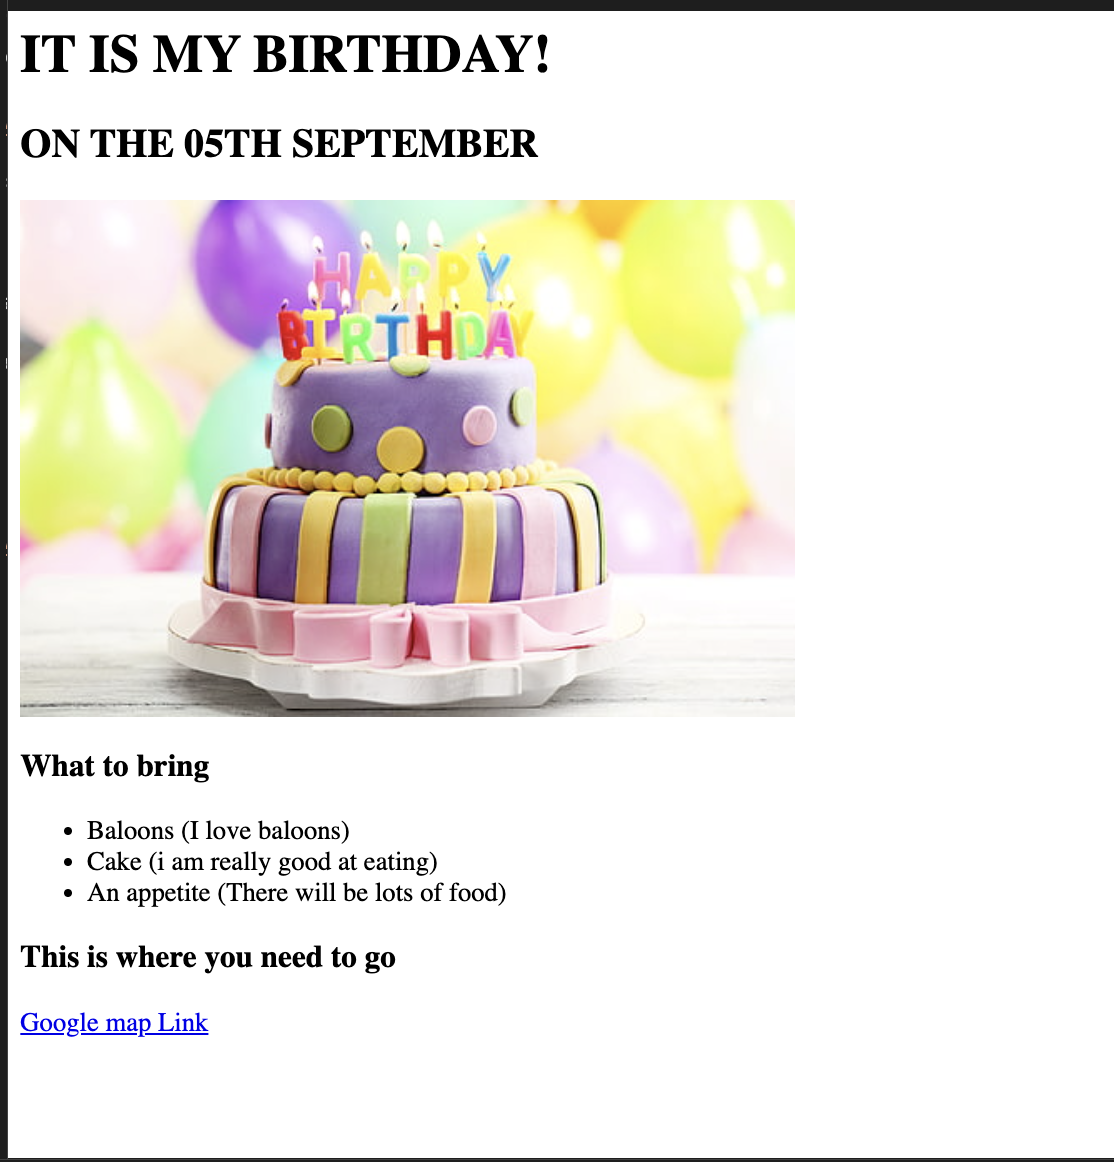 IT IS MY BIRTHDAY!
ON THE 05TH SEPTEMBER
HAPPY
BIRTHDAY
What to bring
Baloons (I love baloons)
Cake (i am really good at eating)
An appetite (There will be lots of food)
This is where you need to go
Google map Link